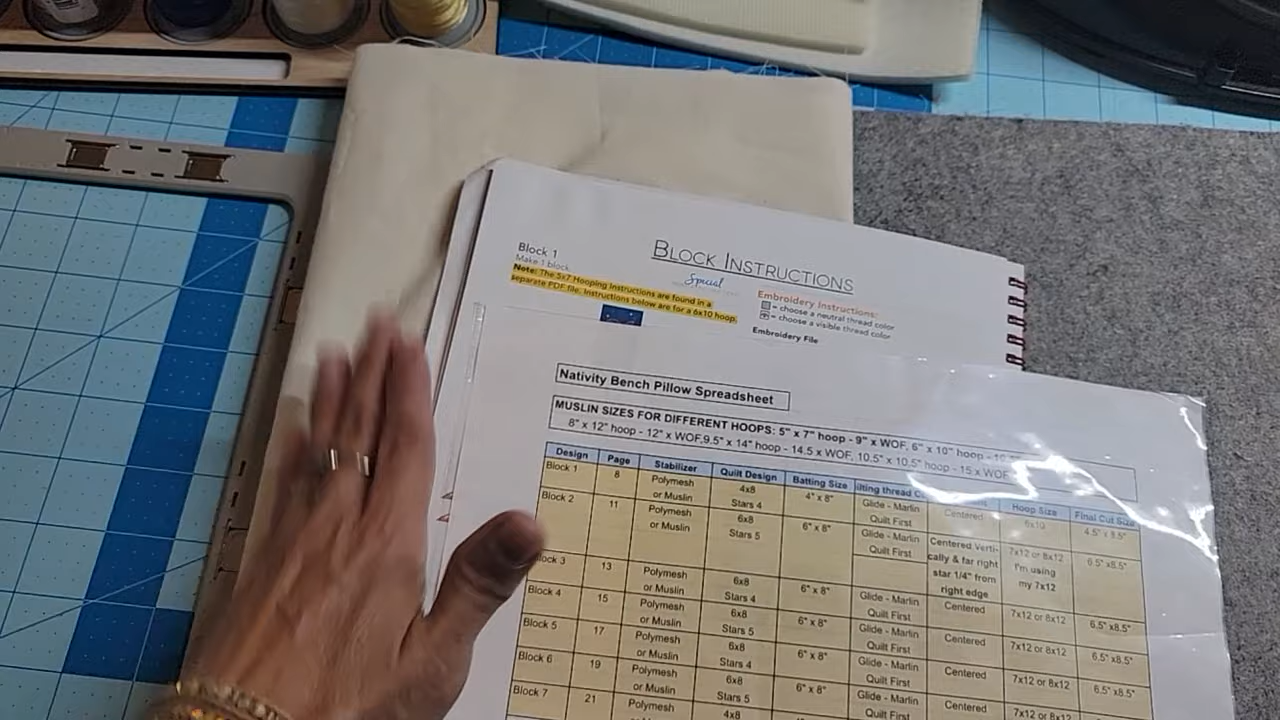 BLOCK INSTRUCTIONS
Special
Block 1
Make 1 block.
Note: The 5x7 Hooping Instructions are found in a
separate PDF file. Instructions below are for a 6x10 hoop.
Embroidery Instructions:
= choose a neutral thread color
= choose a visible thread color
Embroidery File
Nativity Bench Pillow Spreadsheet
MUSLIN SIZES FOR DIFFERENT HOOPS: 5" x 7" hoop - 9" x WOF, 6" x 10" hoop -
8" x 12" hoop - 12" x WOF,9.5" x 14" hoop - 14.5 x WOF, 10.5" x 10.5" hoop - 15 x WOF
Design Page Stabilizer Quilt Design Batting Size ilting thread Hoop Size Final Cut Size
Block 1 8 Polymesh or Muslin 4x8 Stars 4 4" x 8" Glide - Marlin Quilt First Centered 6x10 4.5" x 8.5"
Block 2 11 Polymesh or Muslin 6x8 Stars 5 6" x 8" Glide - Marlin Quilt First Centered Verti-cally & far right star 1/4" from right edge 7x12 or 8x12 I'm using my 7x12 6.5" x8.5"
ock 3 13 Polymesh or Muslin 6x8 Stars 4 6" x 8" Glide - Marlin Quilt First Centered 7x12 or 8x12 6.5" x8.5"
Block 4 15 Polymesh or Muslin 6x8 Stars 5 6" x 8" Glide - Marlin Quilt First Centered 7x12 or 8x12 6.5" x8.5"
Block 5 17 Polymesh or Muslin 6x8 Stars 4 6" x 8" Glide - Marlin Quilt First Centered 7x12 or 8x12 6.5" x8.5"
Block 6 19 Polymesh or Muslin 6x8 Stars 5 6" x 8" Glide - Marlin Quilt First Centered 7x12 or 8x12 6.5" x8.5"
Block 7 21 Polymesh 4x8 Glide - Marlin Centered 7x12 or 8x12